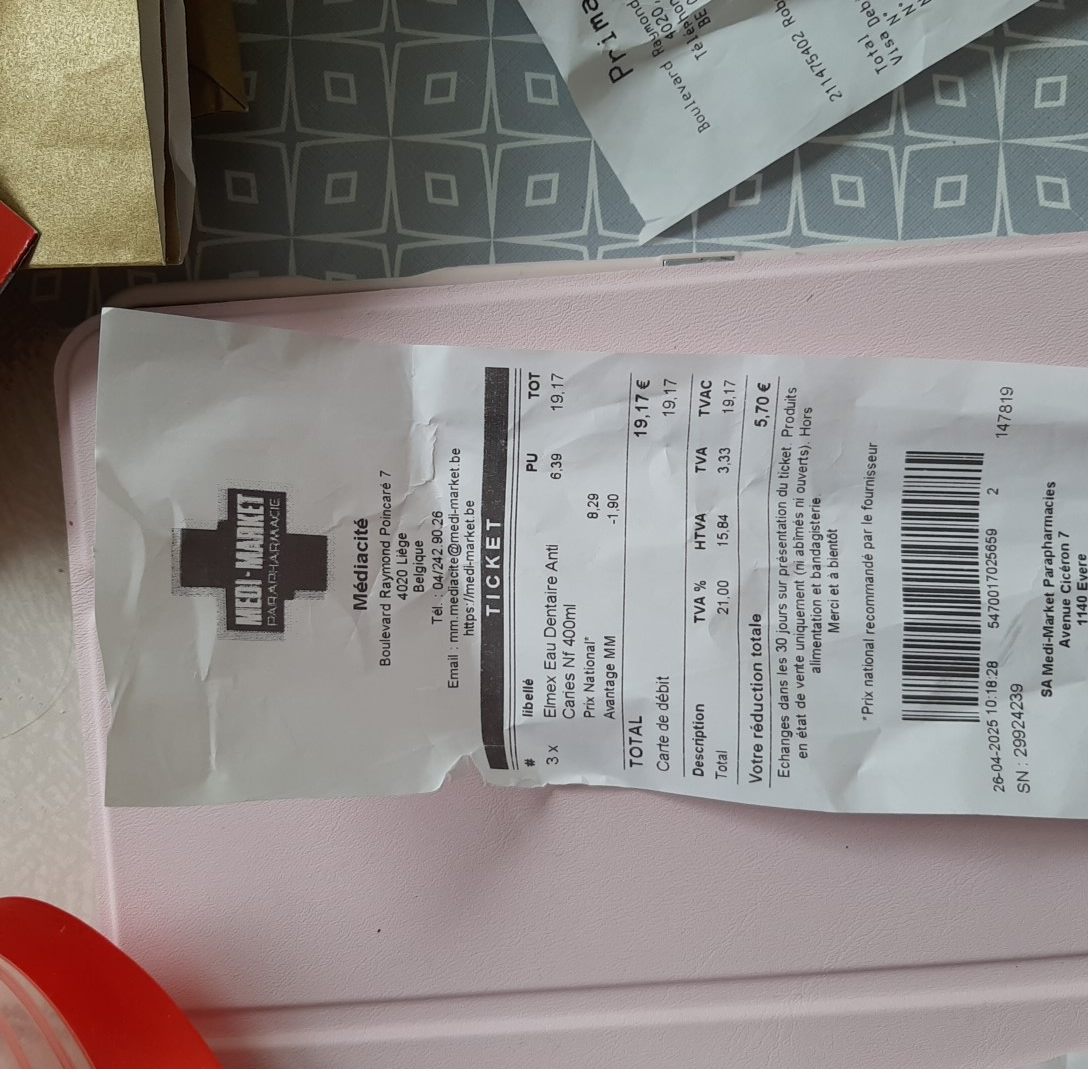 MEDI-MARKET
PARAPHARMACIE
Médiacité
Boulevard Raymond Poincaré 7
4020 Liège
Belgique
Tél. : 04/242.90.26
Email : mm.mediacite@medi-market.be
https://medi-market.be
TICKET
# libellé PU TOT
3 x Elmex Eau Dentaire Anti 6,39 19,17
Caries Nf 400ml
Prix National* 8,29
Avantage MM -1,90
TOTAL 19,17 €
Carte de débit 19,17
Description TVA % HTVA TVA TVAC
Total 21,00 15,84 3,33 19,17
Votre réduction totale 5,70 €
Echanges dans les 30 jours sur présentation du ticket. Produits
en état de vente uniquement (ni abîmés ni ouverts). Hors
alimentation et bandagisterie.
Merci et à bientôt
*Prix national recommandé par le fournisseur
26-04-2025 10:18:28 5470017025659 2 147819
SN : 29924239
SA Medi-Market Parapharmacies
Avenue Cicéron 7
1140 Evere
Prima
Boulevard Raymond
4020,
Téléphon
BE
211475402 Rob
Total
Visa Deb
N°
N°